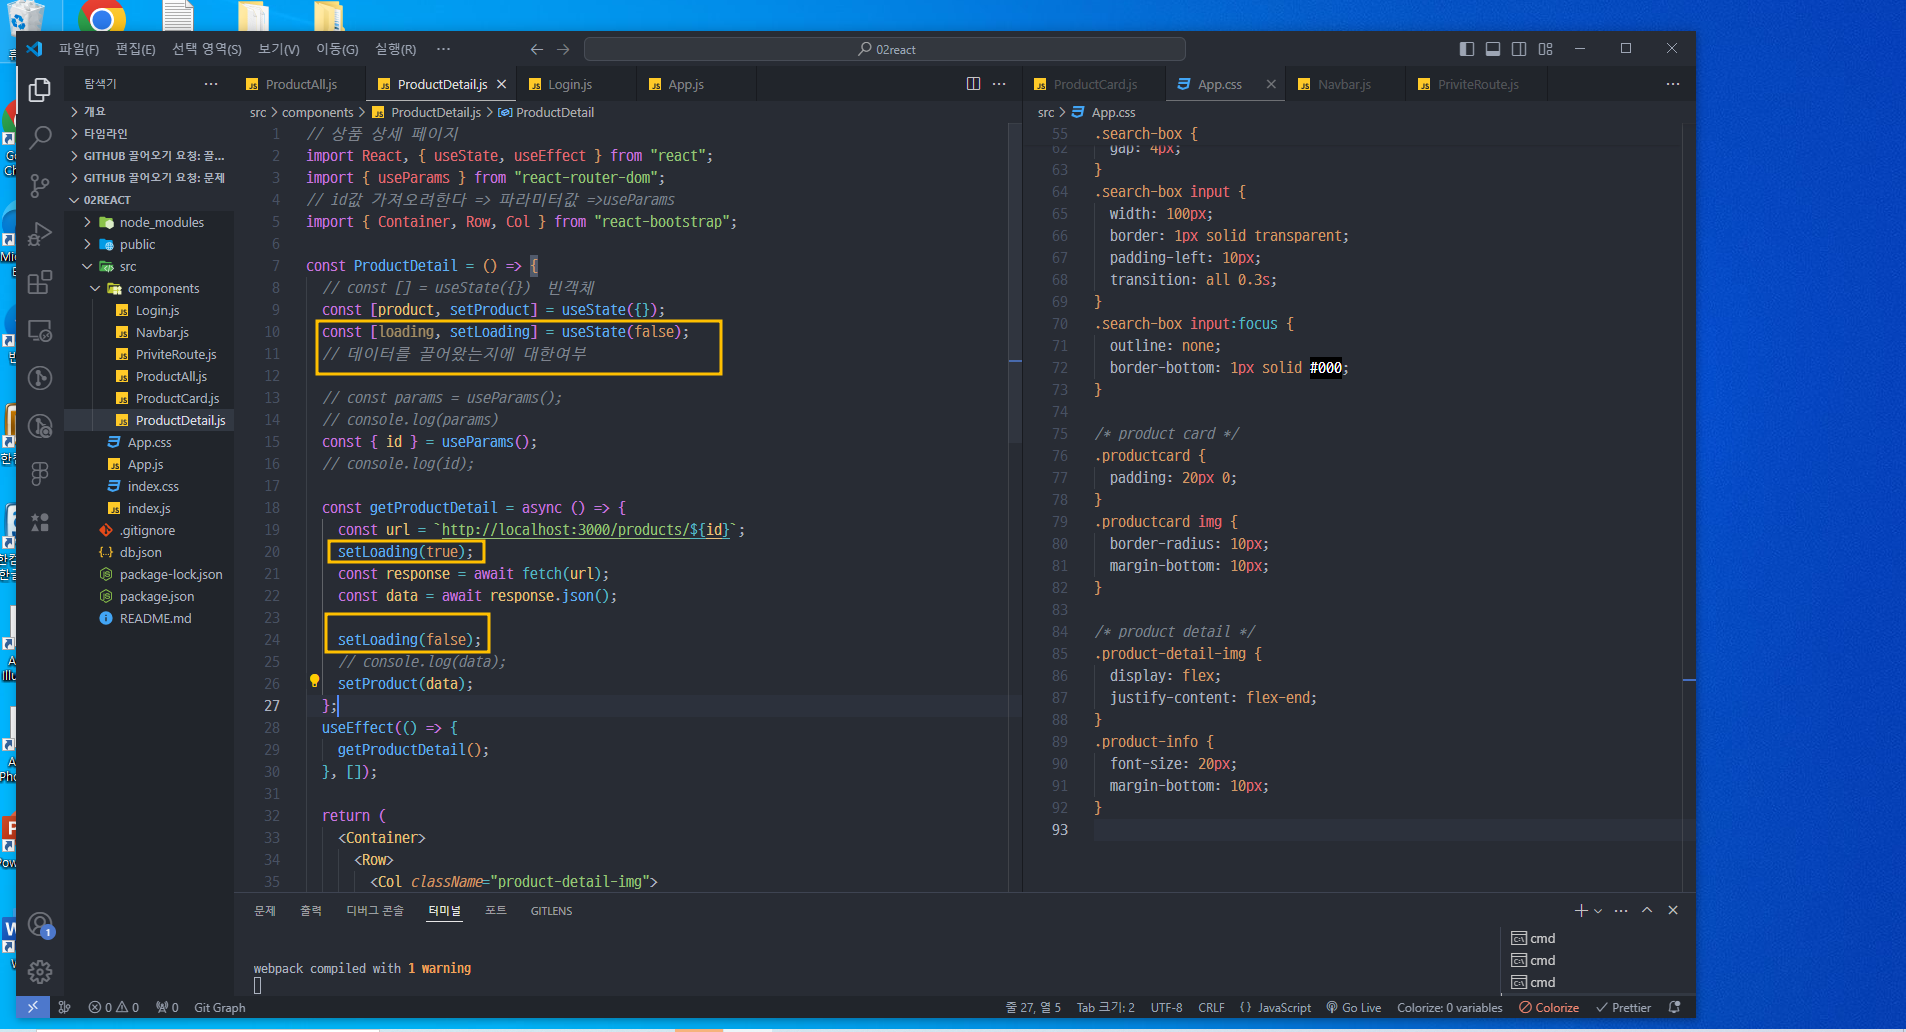 파일(F) 편집(E) 선택 영역(S) 보기(V) 이동(G) 실행(R) ··· 02react
탐색기
개요
타임라인
GITHUB 끌어오기 요청: 끌...
GITHUB 끌어오기 요청: 문제
02REACT
node_modules
public
src
components
Login.js
Navbar.js
PriviteRoute.js
ProductAll.js
ProductCard.js
ProductDetail.js
App.css
App.js
index.css
index.js
.gitignore
db.json
package-lock.json
package.json
README.md
ProductAll.js ProductDetail.js Login.js App.js
src > components > ProductDetail.js > ProductDetail
1 // 상품 상세 페이지
2 import React, { useState, useEffect } from "react";
3 import { useParams } from "react-router-dom";
4 // id값 가져오려한다 => 파라미터값 =>useParams
5 import { Container, Row, Col } from "react-bootstrap";
6
7 const ProductDetail = () => {
8 // const [] = useState({}) 빈객체
9 const [product, setProduct] = useState({});
10 const [loading, setLoading] = useState(false);
11 // 데이터를 끌어왔는지에 대한여부
12
13 // const params = useParams();
14 // console.log(params)
15 const { id } = useParams();
16 // console.log(id);
17
18 const getProductDetail = async () => {
19 const url = `http://localhost:3000/products/${id}`;
20 setLoading(true);
21 const response = await fetch(url);
22 const data = await response.json();
23
24 setLoading(false);
25 // console.log(data);
26 setProduct(data);
27 };
28 useEffect(() => {
29 getProductDetail();
30 }, []);
31
32 return (
33 <Container>
34 <Row>
35 <Col className="product-detail-img">
ProductCard.js App.css Navbar.js PriviteRoute.js
src > App.css
55 .search-box {
62 gap: 4px;
63 }
64 .search-box input {
65 width: 100px;
66 border: 1px solid transparent;
67 padding-left: 10px;
68 transition: all 0.3s;
69 }
70 .search-box input:focus {
71 outline: none;
72 border-bottom: 1px solid #000;
73 }
74
75 /* product card */
76 .productcard {
77 padding: 20px 0;
78 }
79 .productcard img {
80 border-radius: 10px;
81 margin-bottom: 10px;
82 }
83
84 /* product detail */
85 .product-detail-img {
86 display: flex;
87 justify-content: flex-end;
88 }
89 .product-info {
90 font-size: 20px;
91 margin-bottom: 10px;
92 }
93
문제 출력 디버그 콘솔 터미널 포트 GITLENS
webpack compiled with 1 warning
cmd
cmd
cmd
1
0 0 0 Git Graph 줄 27, 열 5 Tab 크기: 2 UTF-8 CRLF {} JavaScript Go Live Colorize: 0 variables Colorize Prettier